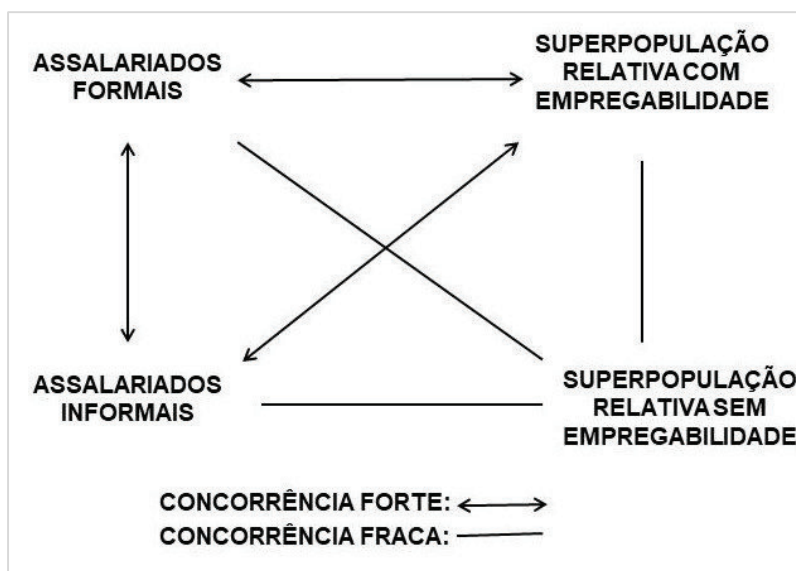 ASSALARIADOS
FORMAIS
SUPERPOPULAÇÃO
RELATIVA COM
EMPREGABILIDADE
ASSALARIADOS
INFORMAIS
SUPERPOPULAÇÃO
RELATIVA SEM
EMPREGABILIDADE
CONCORRÊNCIA FORTE:
CONCORRÊNCIA FRACA: